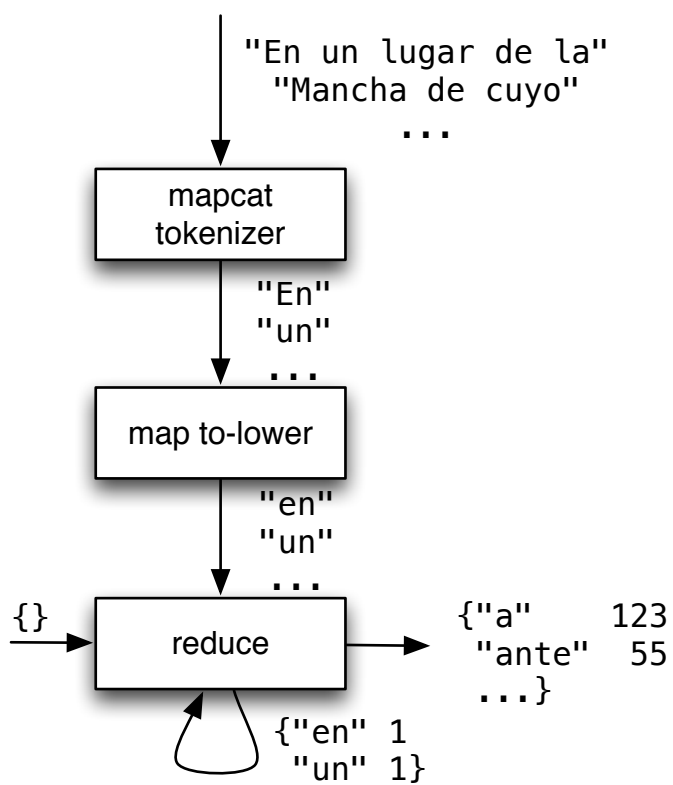 "En un lugar de la"
"Mancha de cuyo"
...
mapcat
tokenizer
"En"
"un"
...
map to-lower
"en"
"un"
...
{}
reduce
{"a" 123
"ante" 55
...}
{"en" 1
"un" 1}